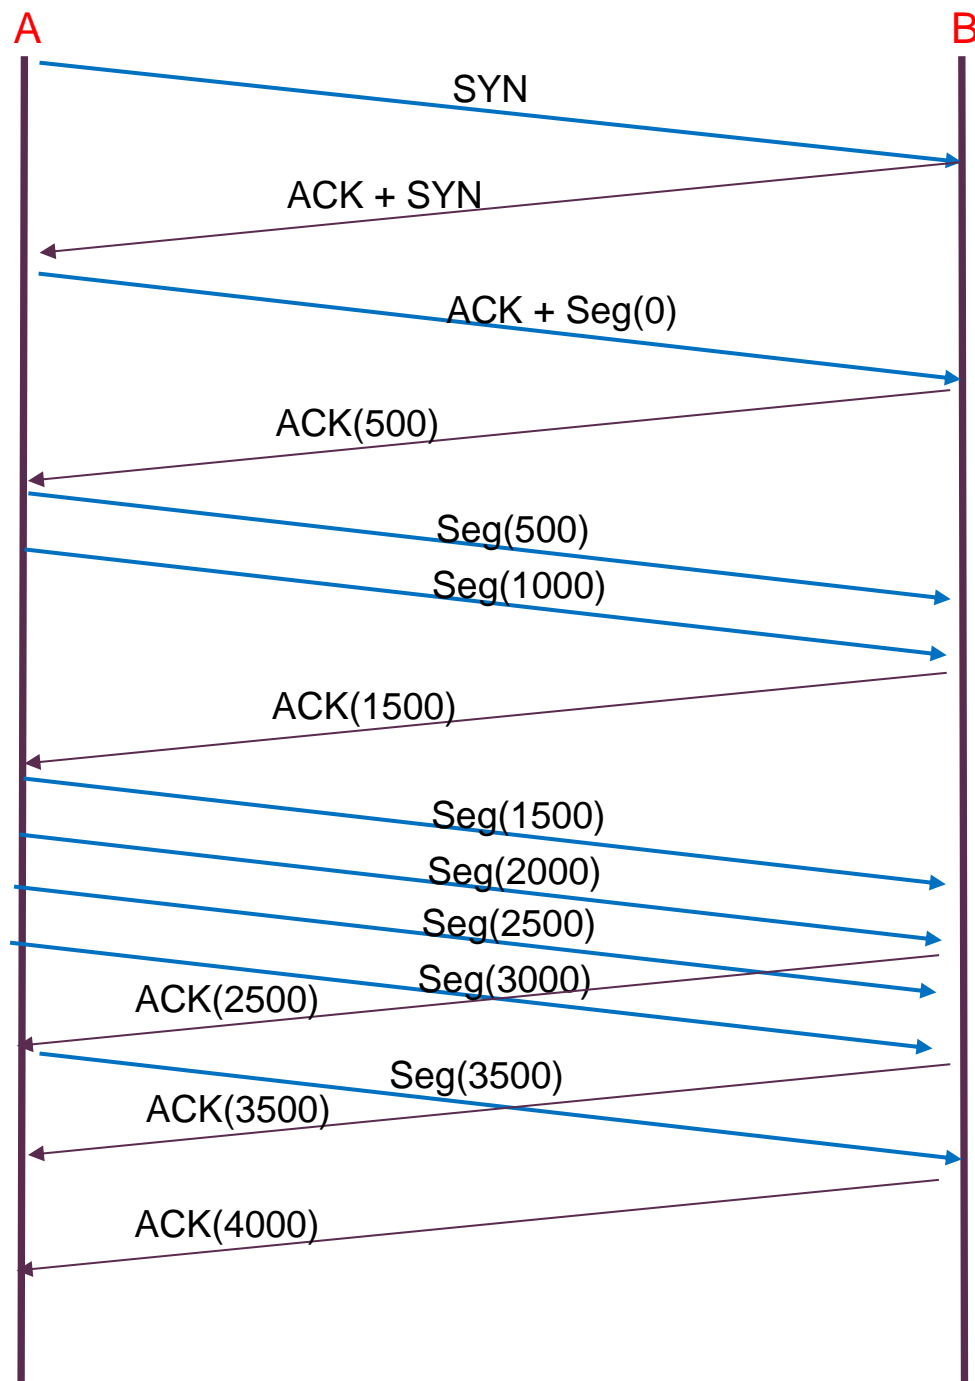 A
B
SYN
ACK + SYN
ACK + Seg(0)
ACK(500)
Seg(500)
Seg(1000)
ACK(1500)
Seg(1500)
Seg(2000)
Seg(2500)
Seg(3000)
ACK(2500)
Seg(3500)
ACK(3500)
ACK(4000)